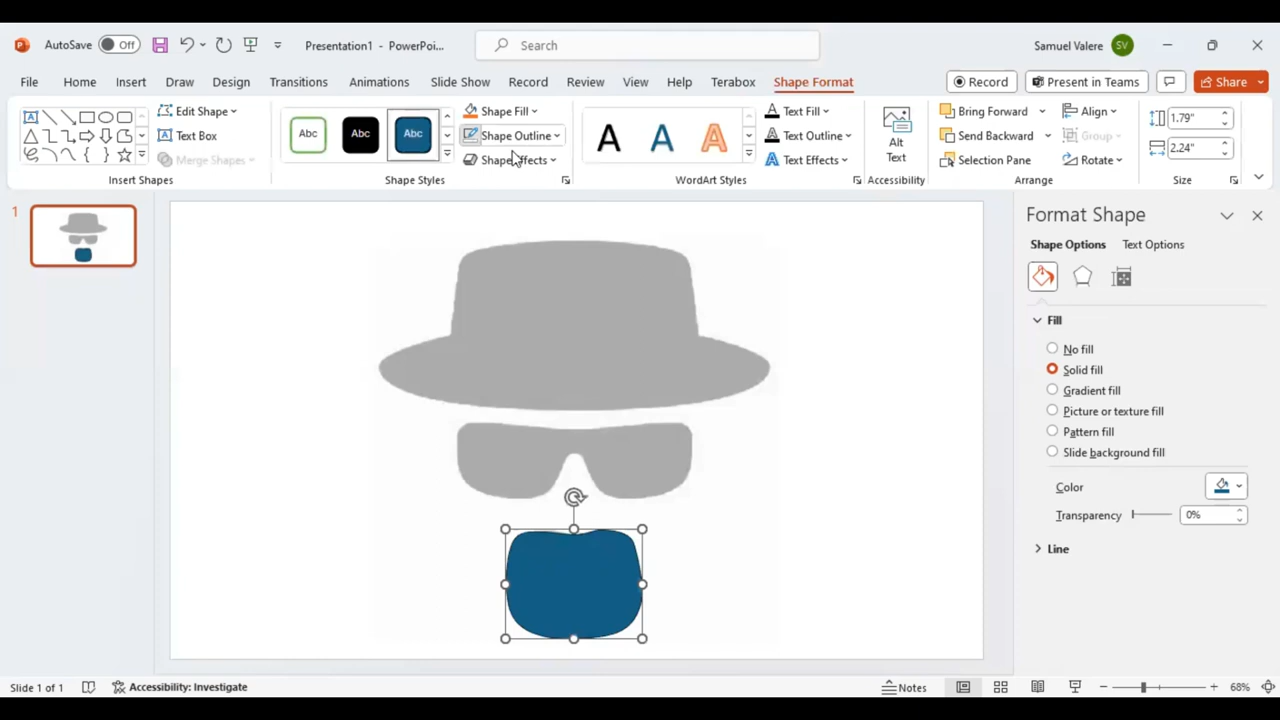 AutoSave Off Presentation1 - PowerPoi... Search Samuel Valere SV
File Home Insert Draw Design Transitions Animations Slide Show Record Review View Help Terabox Shape Format Record Present in Teams Share
Edit Shape
Text Box
Merge Shapes
Insert Shapes
Abc Abc Abc
Shape Fill
Shape Outline
Shape Effects
Shape Styles
A A A
Text Fill
Text Outline
Text Effects
WordArt Styles
Alt
Text
Accessibility
Bring Forward
Send Backward
Selection Pane
Align
Group
Rotate
Arrange
1.79"
2.24"
Size
1
Format Shape
Shape Options Text Options
Fill
No fill
Solid fill
Gradient fill
Picture or texture fill
Pattern fill
Slide background fill
Color
Transparency 0%
Line
Slide 1 of 1 Accessibility: Investigate Notes 68%